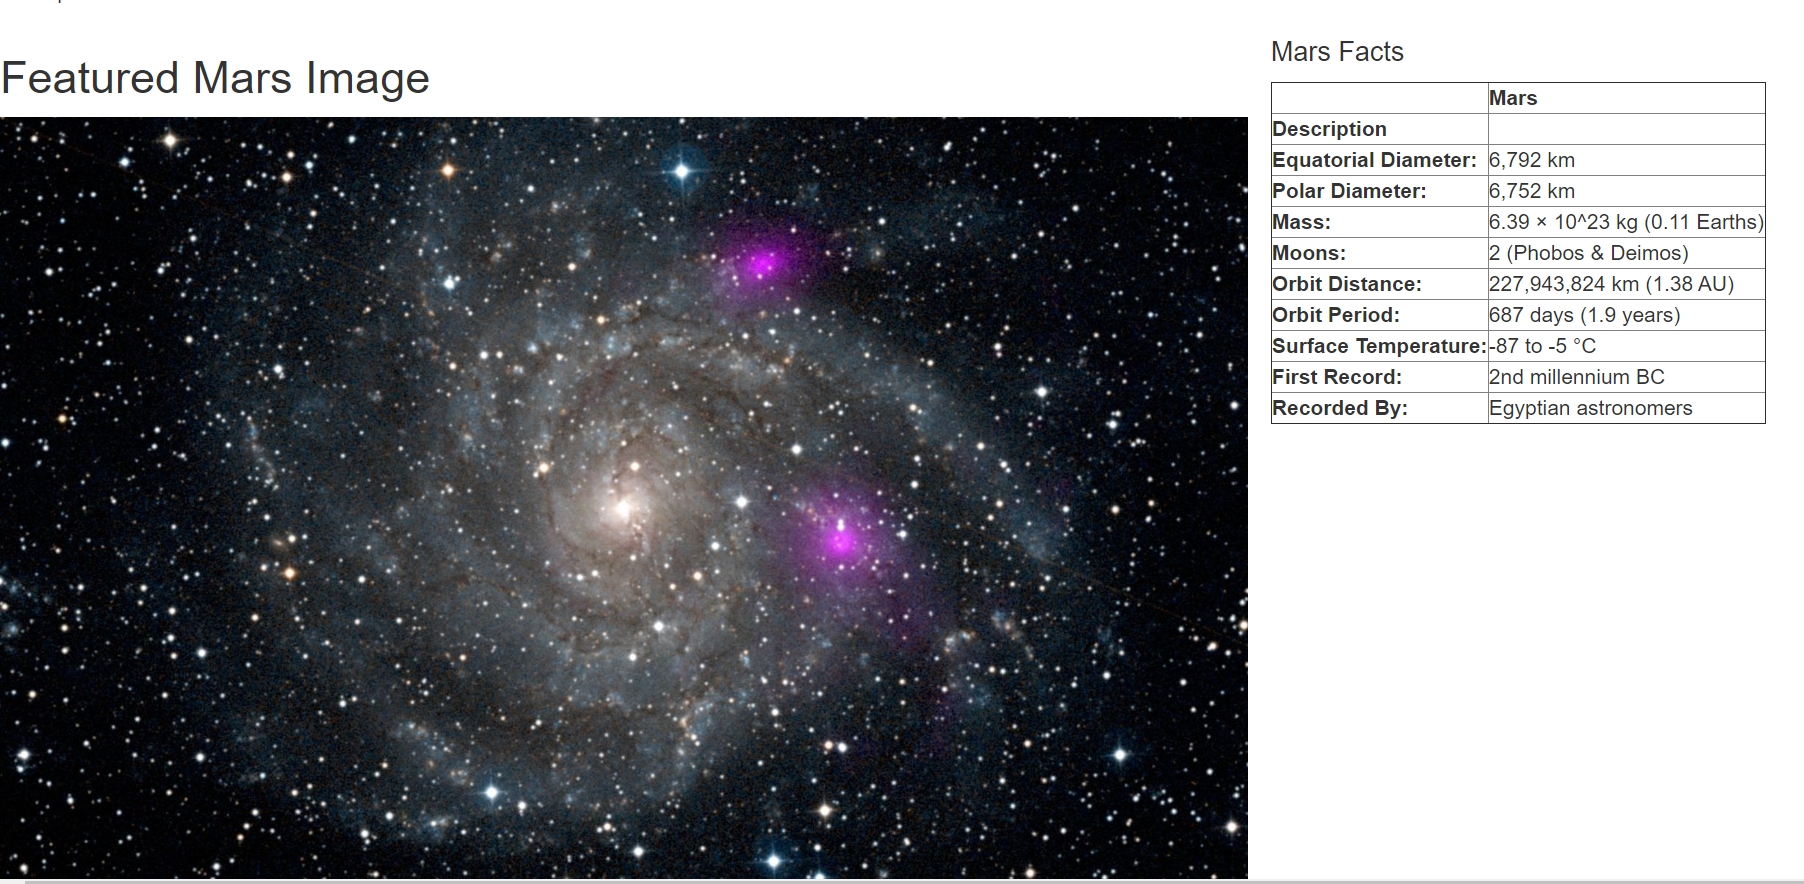 Featured Mars Image
Mars Facts
Mars
Description
Equatorial Diameter: 6,792 km
Polar Diameter: 6,752 km
Mass: 6.39 × 10^23 kg (0.11 Earths)
Moons: 2 (Phobos & Deimos)
Orbit Distance: 227,943,824 km (1.38 AU)
Orbit Period: 687 days (1.9 years)
Surface Temperature: -87 to -5 °C
First Record: 2nd millennium BC
Recorded By: Egyptian astronomers